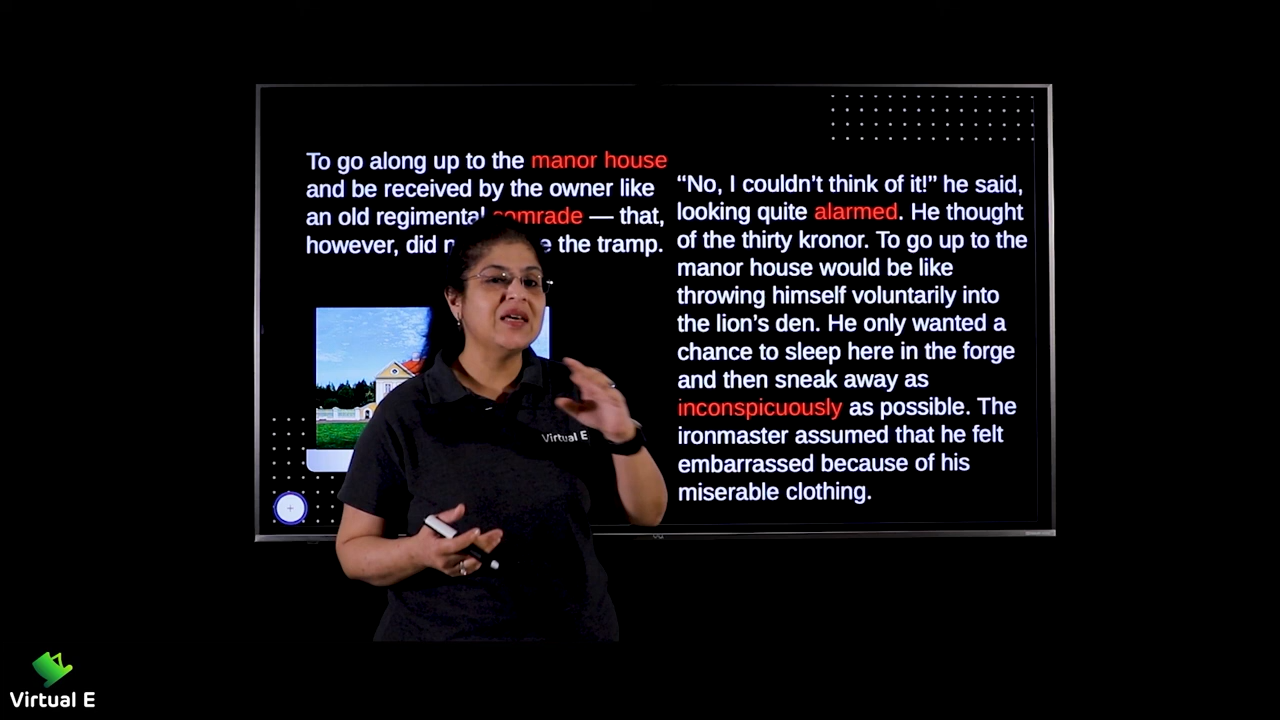 To go along up to the manor house
and be received by the owner like
an old regimental comrade — that,
however, did the tramp.
“No, I couldn’t think of it!” he said,
looking quite alarmed. He thought
of the thirty kronor. To go up to the
manor house would be like
throwing himself voluntarily into
the lion’s den. He only wanted a
chance to sleep here in the forge
and then sneak away as
inconspicuously as possible. The
ironmaster assumed that he felt
embarrassed because of his
miserable clothing.
Virtual E
Virtual E